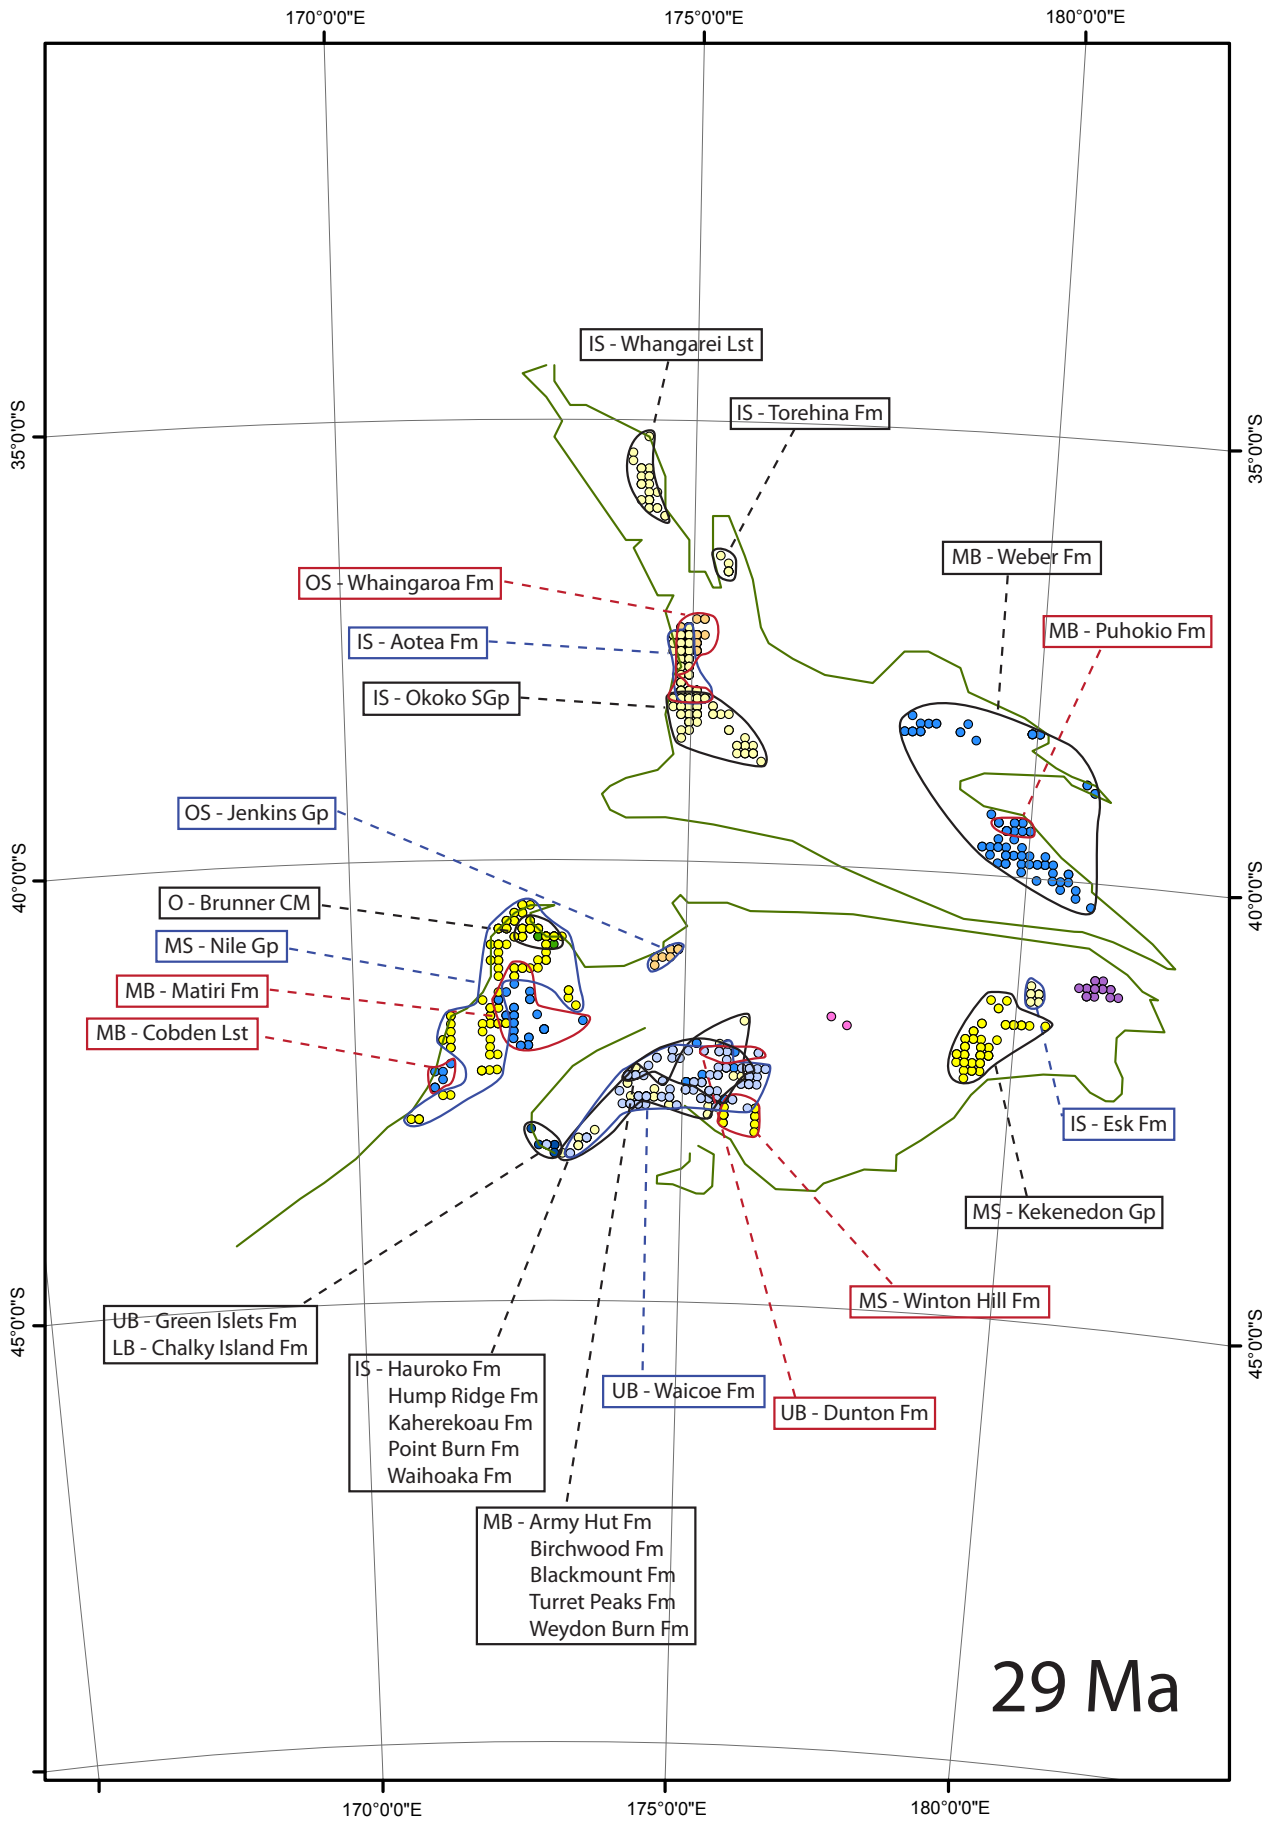 170°0'0"E
175°0'0"E
180°0'0"E
IS - Whangarei Lst
35°0'0"S
IS - Torehina Fm
35°0'0"S
MB - Weber Fm
OS - Whaingaroa Fm
MB - Puhokio Fm
IS - Aotea Fm
IS - Okoko SGp
OS - Jenkins Gp
40°0'0"S
O - Brunner CM
40°0'0"S
MS - Nile Gp
MB - Matiri Fm
MB - Cobden Lst
IS - Esk Fm
MS - Kekenedon Gp
MS - Winton Hill Fm
UB - Green Islets Fm
LB - Chalky Island Fm
45°0'0"S
45°0'0"S
IS - Hauroko Fm
Hump Ridge Fm
Kaherekoau Fm
Point Burn Fm
Waihoaka Fm
UB - Waicoe Fm
UB - Dunton Fm
MB - Army Hut Fm
Birchwood Fm
Blackmount Fm
Turret Peaks Fm
Weydon Burn Fm
29 Ma
170°0'0"E
175°0'0"E
180°0'0"E